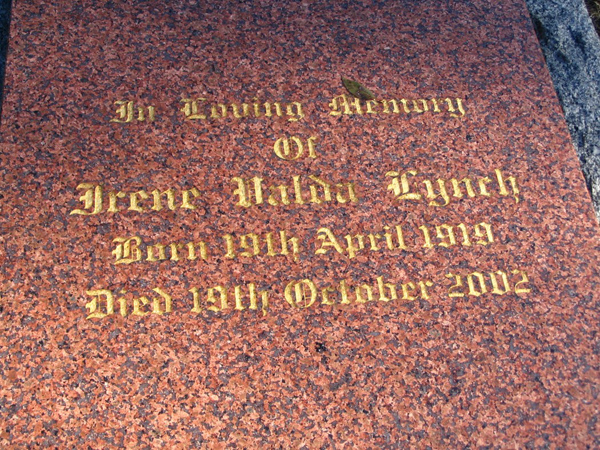 In Loving Memory
Of
Irene Valda Lynch
Born 19th April 1919
Died 19th October 2002